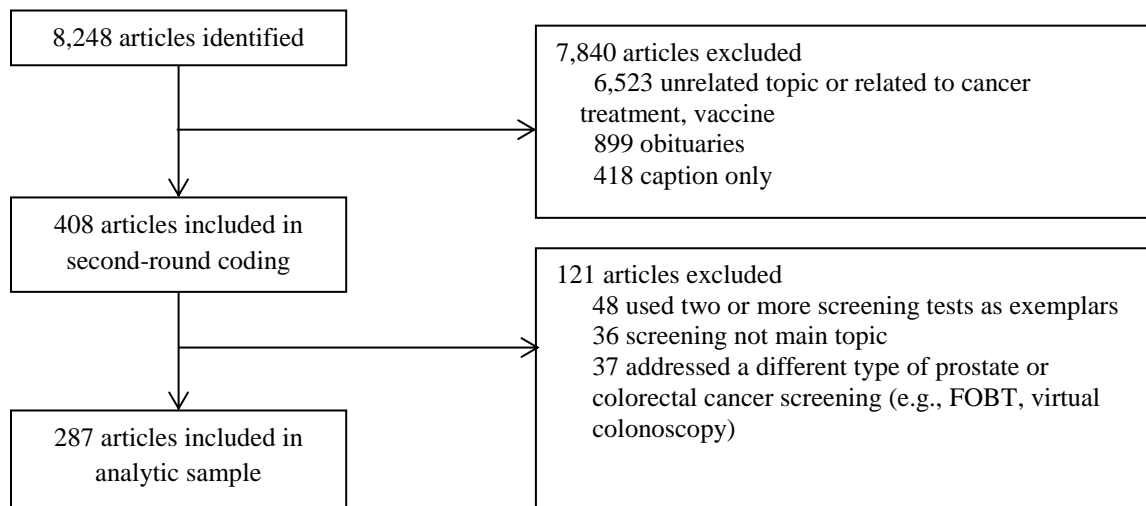 8,248 articles identified
7,840 articles excluded
6,523 unrelated topic or related to cancer
treatment, vaccine
899 obituaries
418 caption only
408 articles included in
second-round coding
121 articles excluded
48 used two or more screening tests as exemplars
36 screening not main topic
37 addressed a different type of prostate or
colorectal cancer screening (e.g., FOBT, virtual
colonoscopy)
287 articles included in
analytic sample